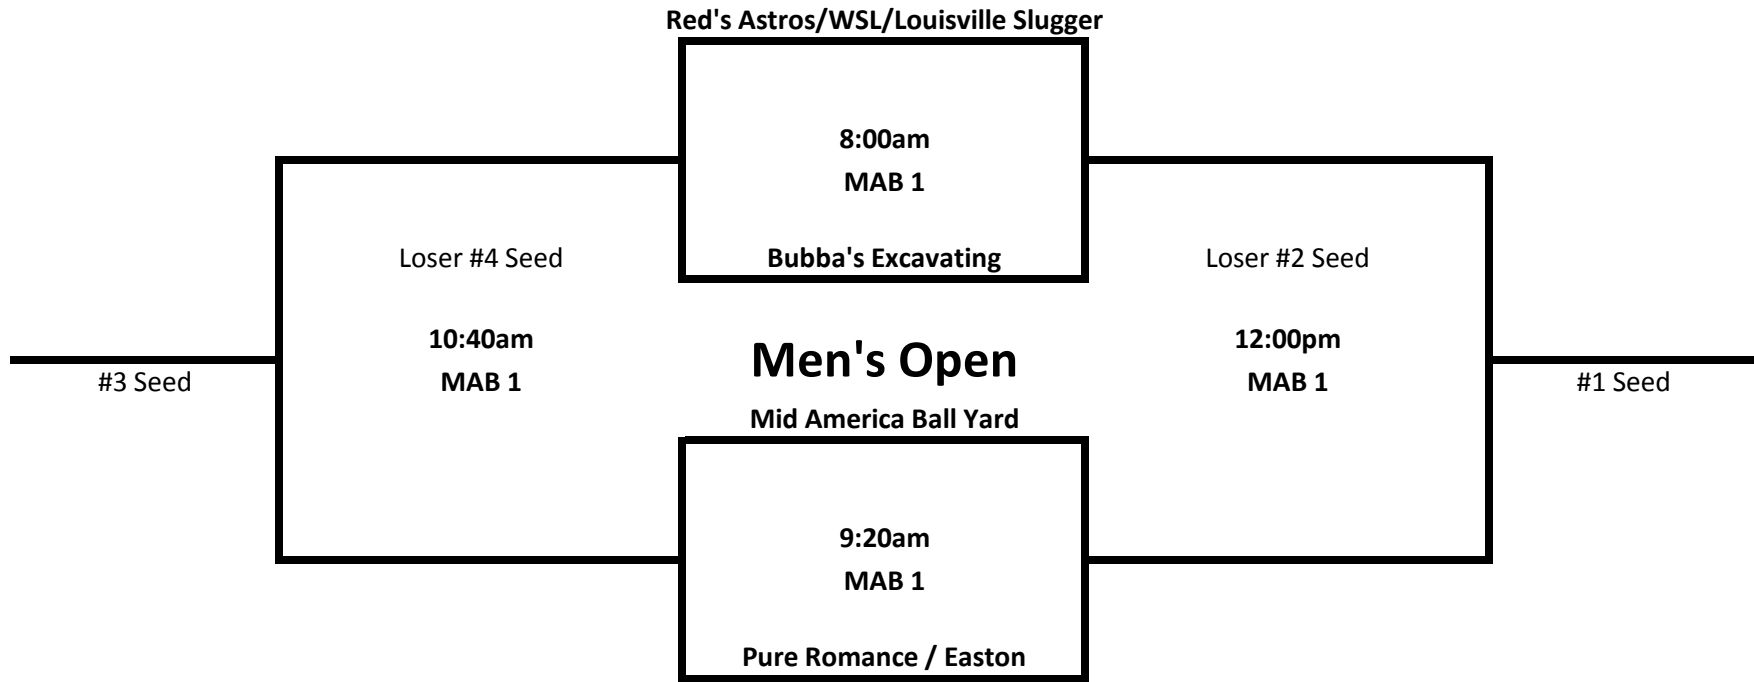 Red's Astros/WSL/Louisville Slugger
8:00am
MAB 1
Loser #4 Seed
Bubba's Excavating
Loser #2 Seed
10:40am
MAB 1
Men's Open
12:00pm
MAB 1
#3 Seed
#1 Seed
Mid America Ball Yard
9:20am
MAB 1
Pure Romance / Easton